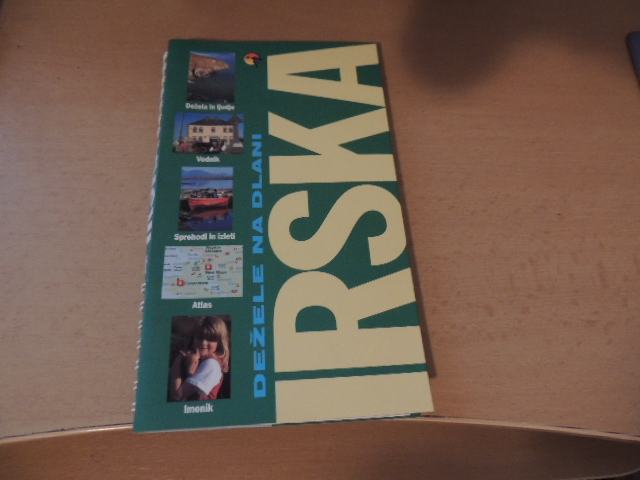 Dežela in ljudje
Vodnik
Sprehodi in izleti
Atlas
Imenik
DEŽELE NA DLANI
IRSKA